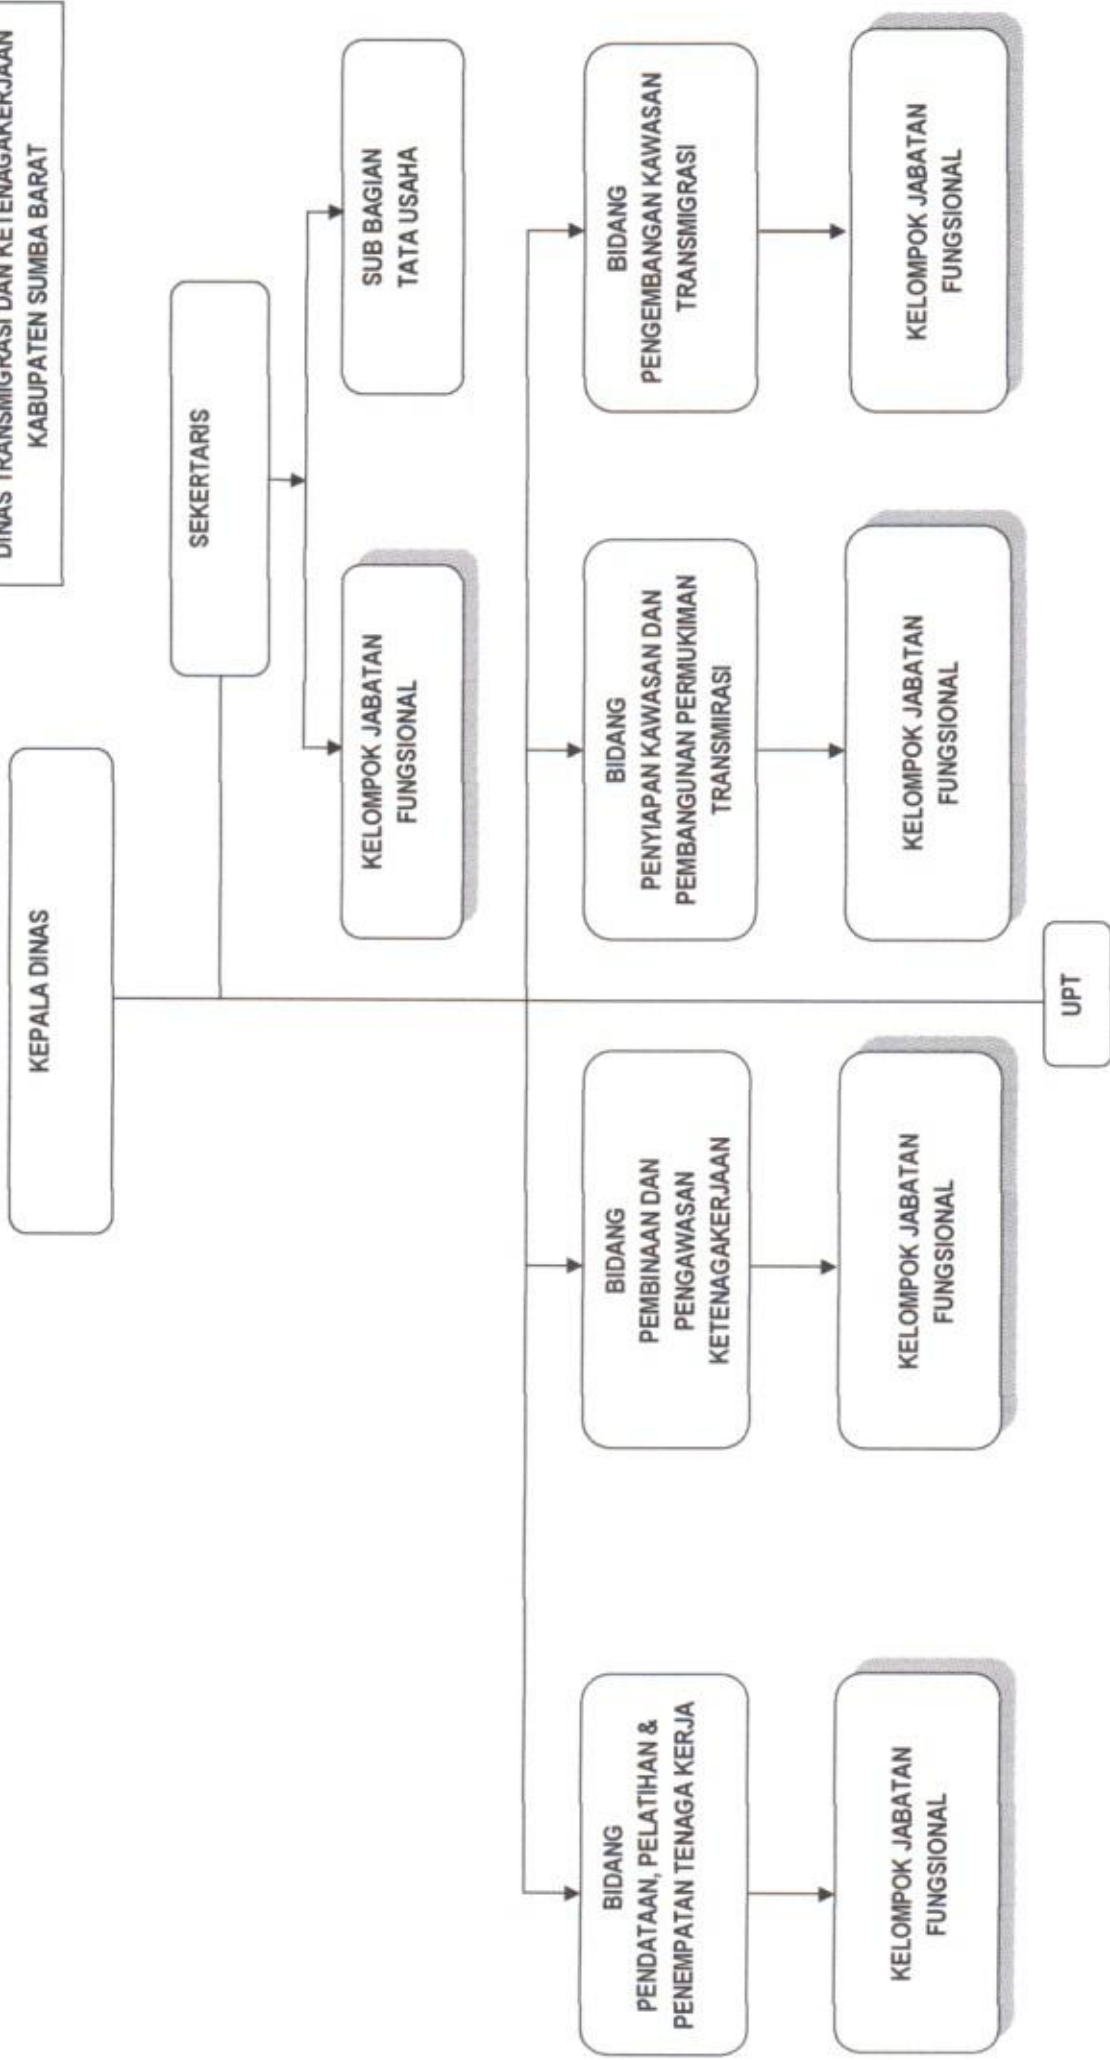 DINAS TRANSMIGRASI DAN KETENAGAKERJAAN
KABUPATEN SUMBA BARAT
KEPALA DINAS
SEKERTARIS
KELOMPOK JABATAN
FUNGSIONAL
SUB BAGIAN
TATA USAHA
BIDANG
PENDATAAN, PELATIHAN &
PENEMPATAN TENAGA KERJA
BIDANG
PEMBINAAN DAN
PENGAWASAN
KETENAGAKERJAAN
BIDANG
PENYIAPAN KAWASAN DAN
PEMBANGUNAN PERMUKIMAN
TRANSMIRASI
BIDANG
PENGEMBANGAN KAWASAN
TRANSMIGRASI
KELOMPOK JABATAN
FUNGSIONAL
KELOMPOK JABATAN
FUNGSIONAL
KELOMPOK JABATAN
FUNGSIONAL
KELOMPOK JABATAN
FUNGSIONAL
UPT